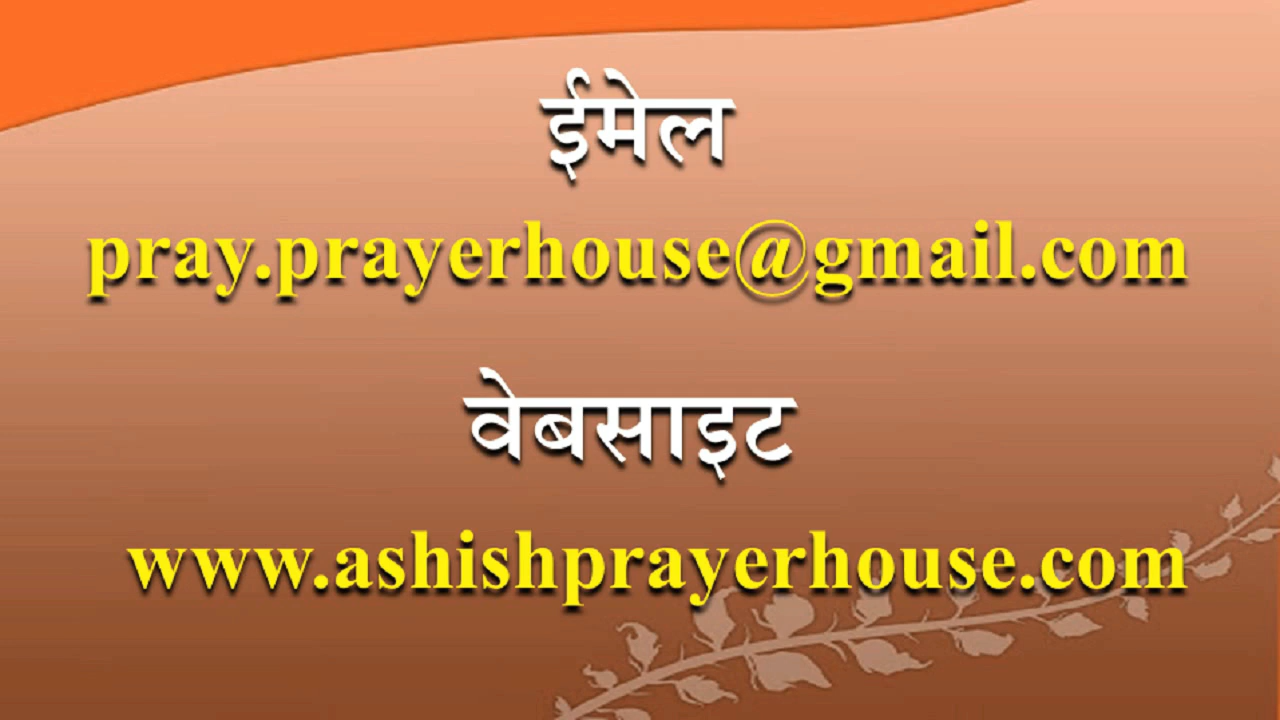 ईमेल
pray.prayerhouse@gmail.com
वेबसाइट
www.ashishprayerhouse.com